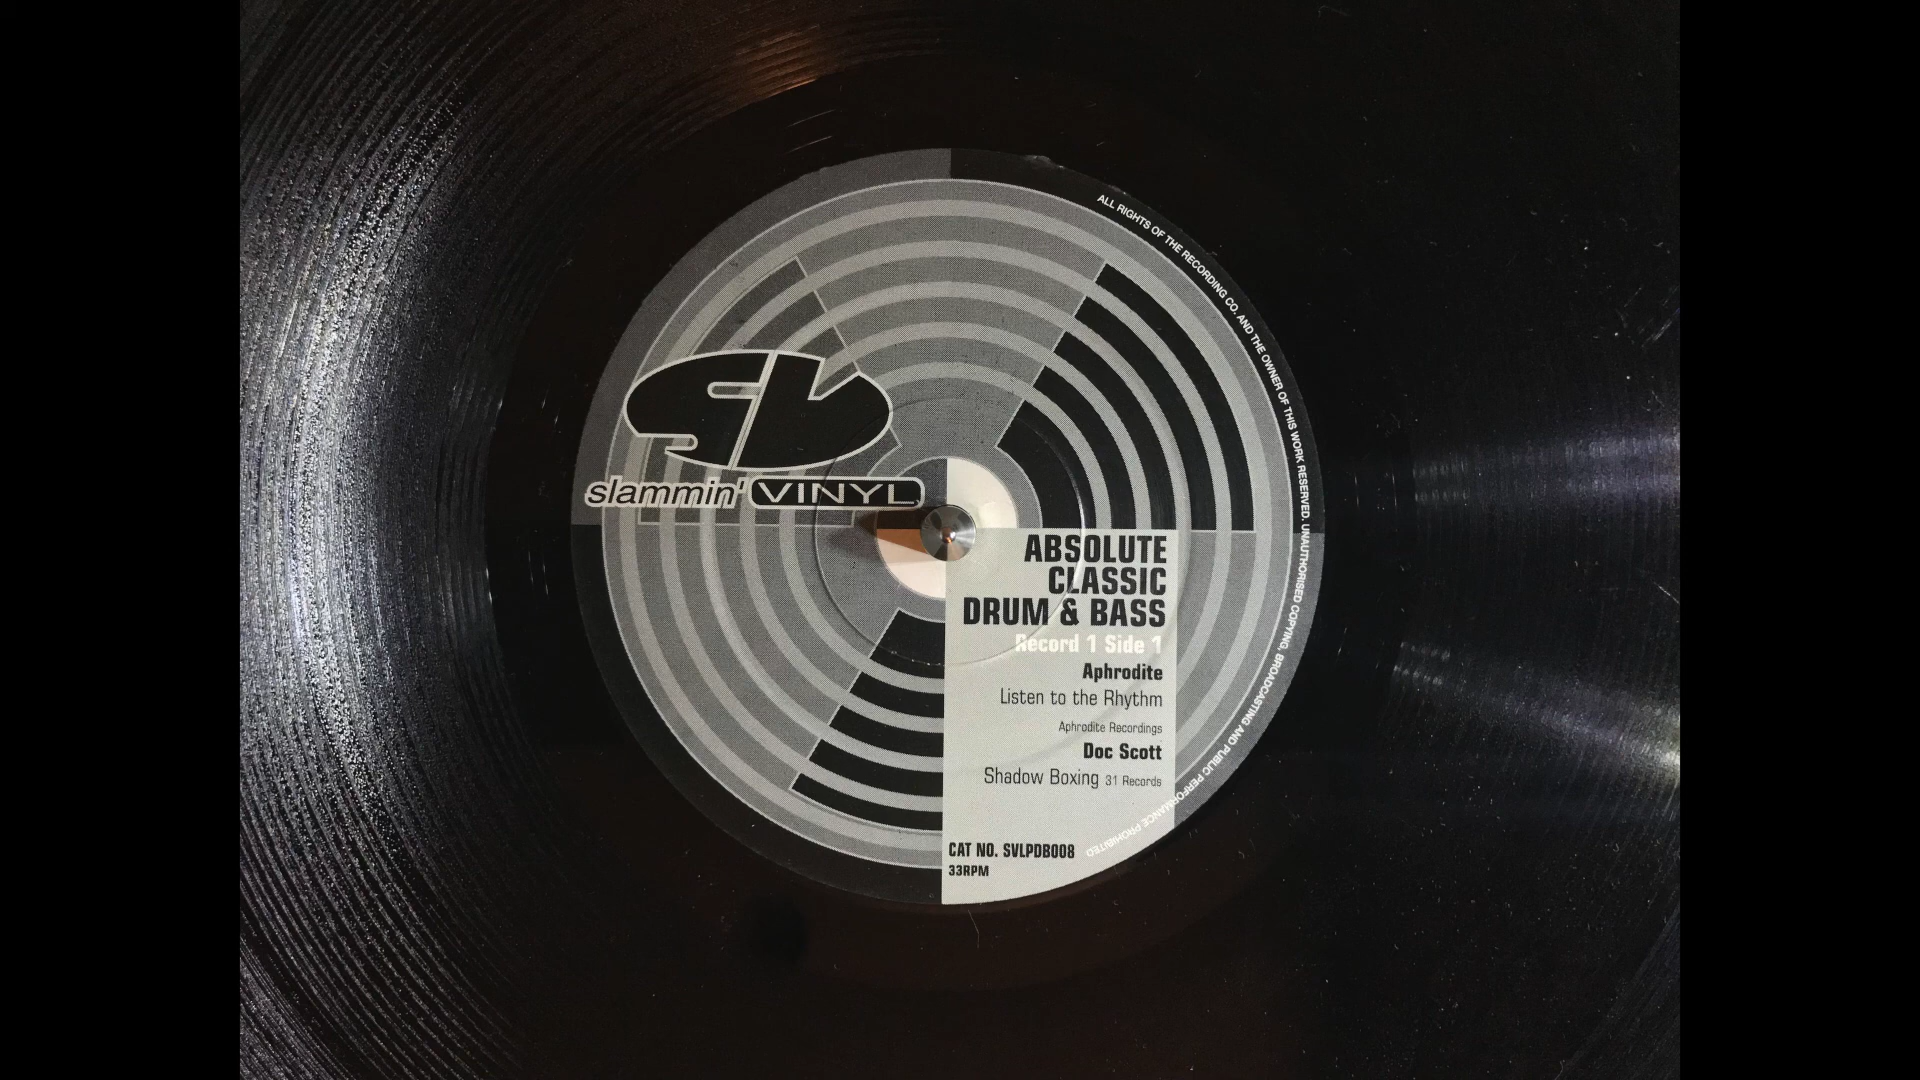 sv
slammin' VINYL
ABSOLUTE
CLASSIC
DRUM & BASS
Record 1 Side 1
Aphrodite
Listen to the Rhythm
Aphrodite Recordings
Doc Scott
Shadow Boxing 31 Records
CAT NO. SVLPDB008
33RPM
ALL RIGHTS OF THE RECORDING CO. AND THE OWNER OF THIS WORK RESERVED. UNAUTHORISED COPYING, BROADCASTING AND PUBLIC PERFORMANCE PROHIBITED